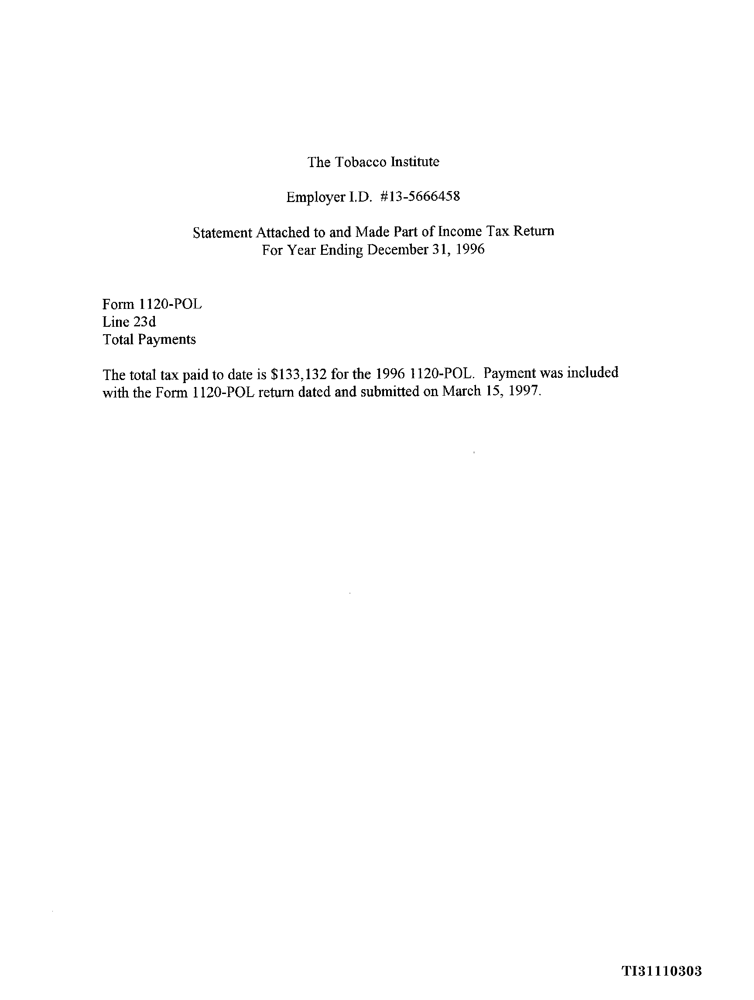 The Tobacco Institute
Employer I.D. #13-5666458
Statement Attached to and Made Part of Income Tax Return
For Year Ending December 31, 1996
Form 1120-POL
Line 23d
Total Payments
The total tax paid to date is $133,132 for the 1996 1120-POL. Payment was included
with the Form 1120-POL return dated and submitted on March 15, 1997.
TI31110303